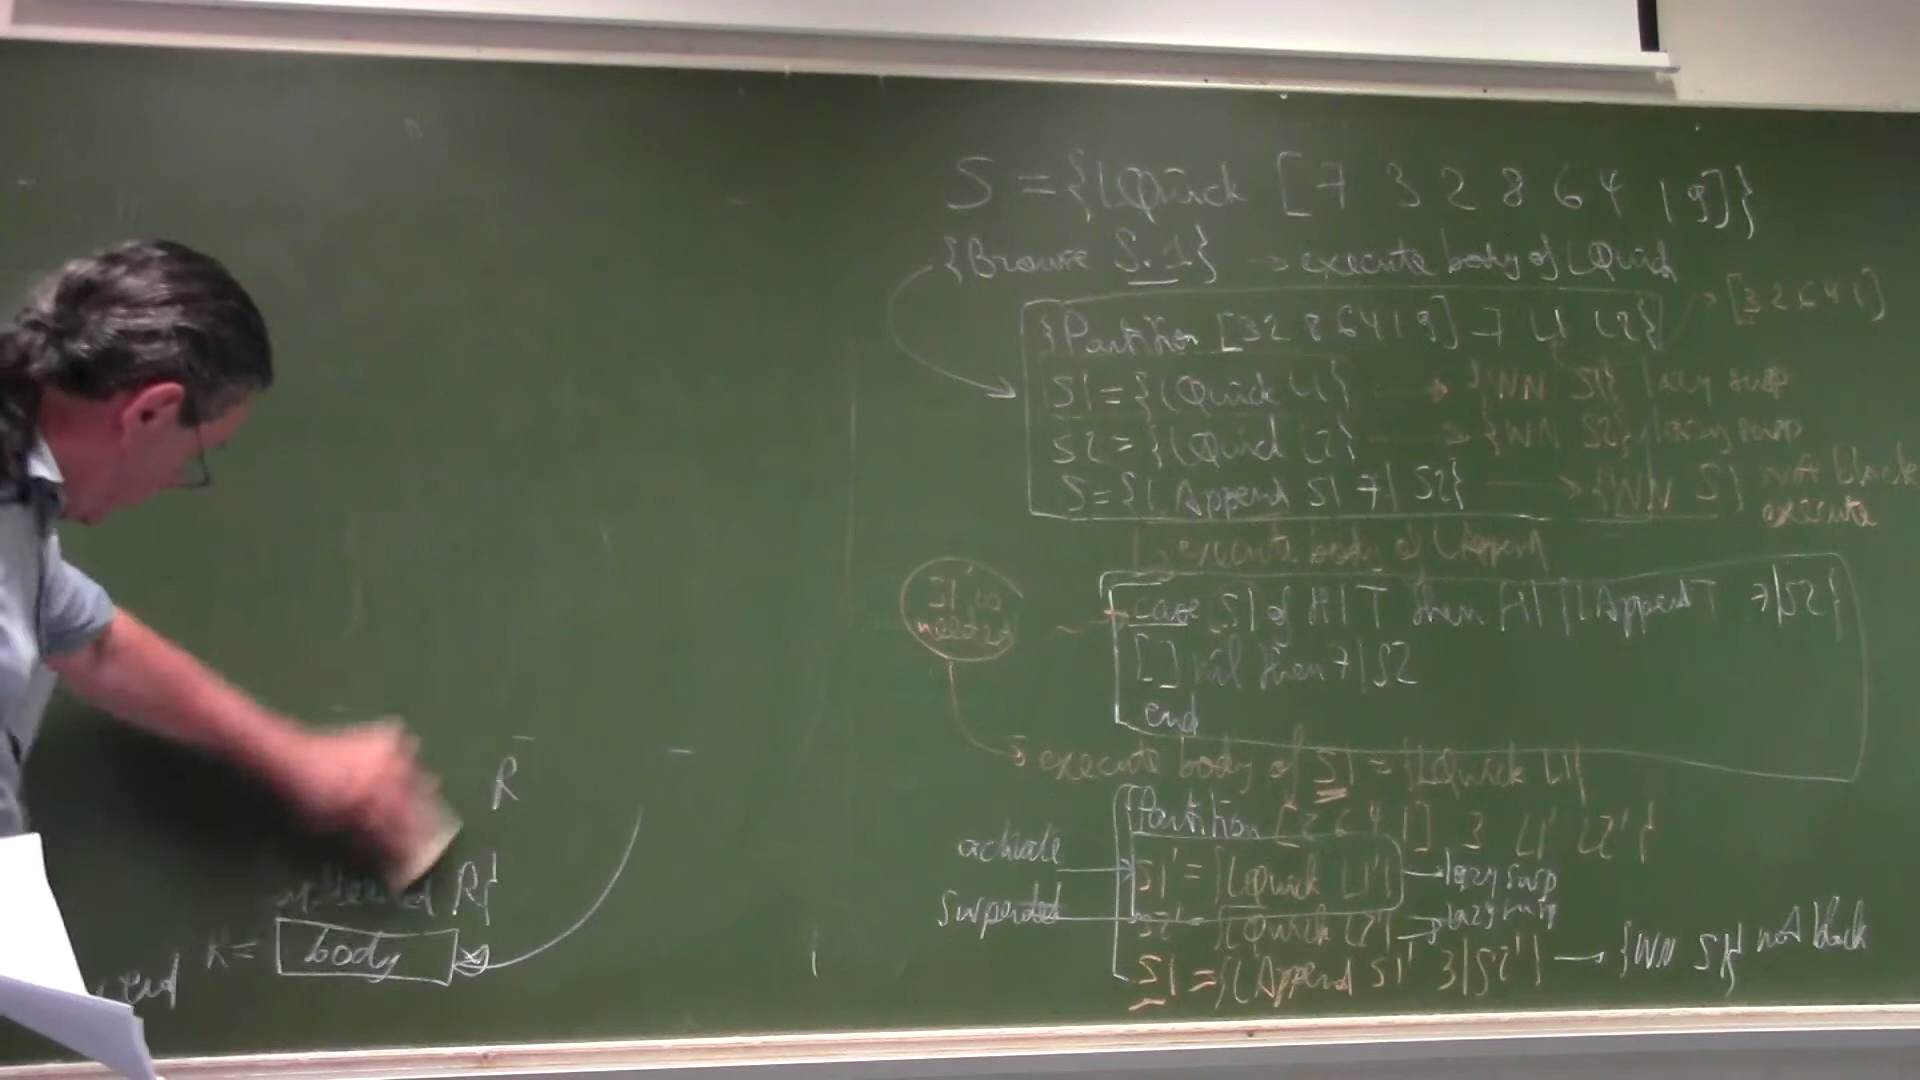 S = {LQuick [7 3 2 8 6 4 1 9]}
{Browse S.1} → execute body of LQuick
{Partition [3 2 8 6 4 1 9] 7 L1 L2} → [3 2 6 4 1]
S1 = {LQuick L1} → {WN S1} lazy susp
S2 = {LQuick L2} → {WN S2} lazy susp
S = {LAppend S1 7|S2} → {WN S} not block
execute
execute body of LAppend
S1 is
case S1 of H|T then H|{LAppend T 7|S2}
[] nil then 7|S2
end
→ execute body of S1 = {LQuick L1}
{Partition [2 6 4 1] 3 L1' L2'}
activate S1' = {LQuick L1'} → lazy susp
suspended S2' = {LQuick L2'} → lazy susp
S1 = {LAppend S1' 3|S2'} → {WN S1} not block
R
R}
R = body
end